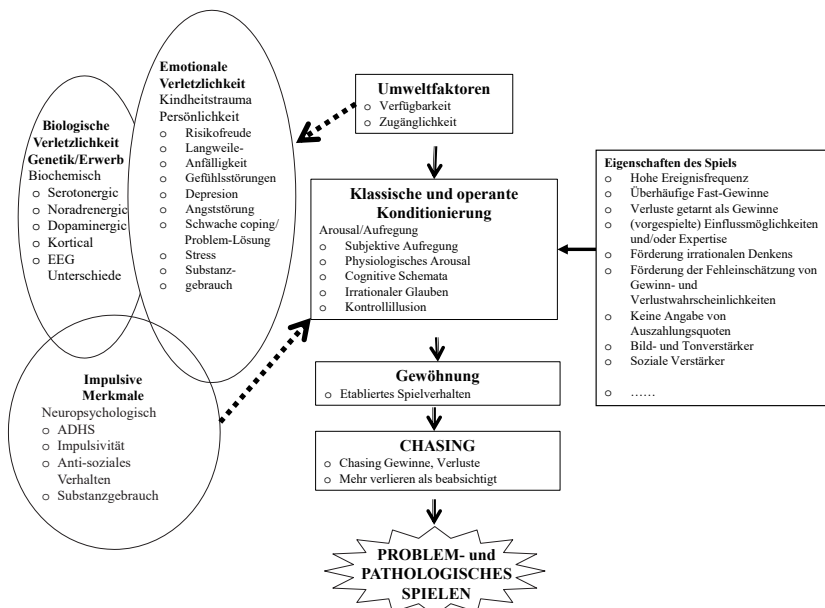 Emotionale
Verletzlichkeit
Kindheitstrauma
Persönlichkeit
o Risikofreude
o Langweile-
o Anfälligkeit
o Gefühlsstörungen
o Depresion
o Angststörung
o Schwache coping/
Problem-Lösung
o Stress
o Substanz-
o gebrauch
Biologische
Verletzlichkeit
Genetik/Erwerb
Biochemisch
o Serotonergic
o Noradrenergic
o Dopaminergic
o Kortical
o EEG
Unterschiede
Impulsive
Merkmale
Neuropsychologisch
o ADHS
o Impulsivität
o Anti-soziales
Verhalten
o Substanzgebrauch
Umweltfaktoren
o Verfügbarkeit
o Zugänglichkeit
Klassische und operante
Konditionierung
Arousal/Aufregung
o Subjektive Aufregung
o Physiologisches Arousal
o Cognitive Schemata
o Irrationaler Glauben
o Kontrollillusion
Gewöhnung
o Etabliertes Spielverhalten
CHASING
o Chasing Gewinne, Verluste
o Mehr verlieren als beabsichtigt
PROBLEM- und
PATHOLOGISCHES
SPIELEN
Eigenschaften des Spiels
o Hohe Ereignisfrequenz
o Überhäufige Fast-Gewinne
o Verluste getarnt als Gewinne
o (vorgespielte) Einflussmöglichkeiten
und/oder Expertise
o Förderung irrationalen Denkens
o Förderung der Fehleinschätzung von
Gewinn- und
Verlustwahrscheinlichkeiten
o Keine Angabe von
Auszahlungsquoten
o Bild- und Tonverstärker
o Soziale Verstärker
o ……